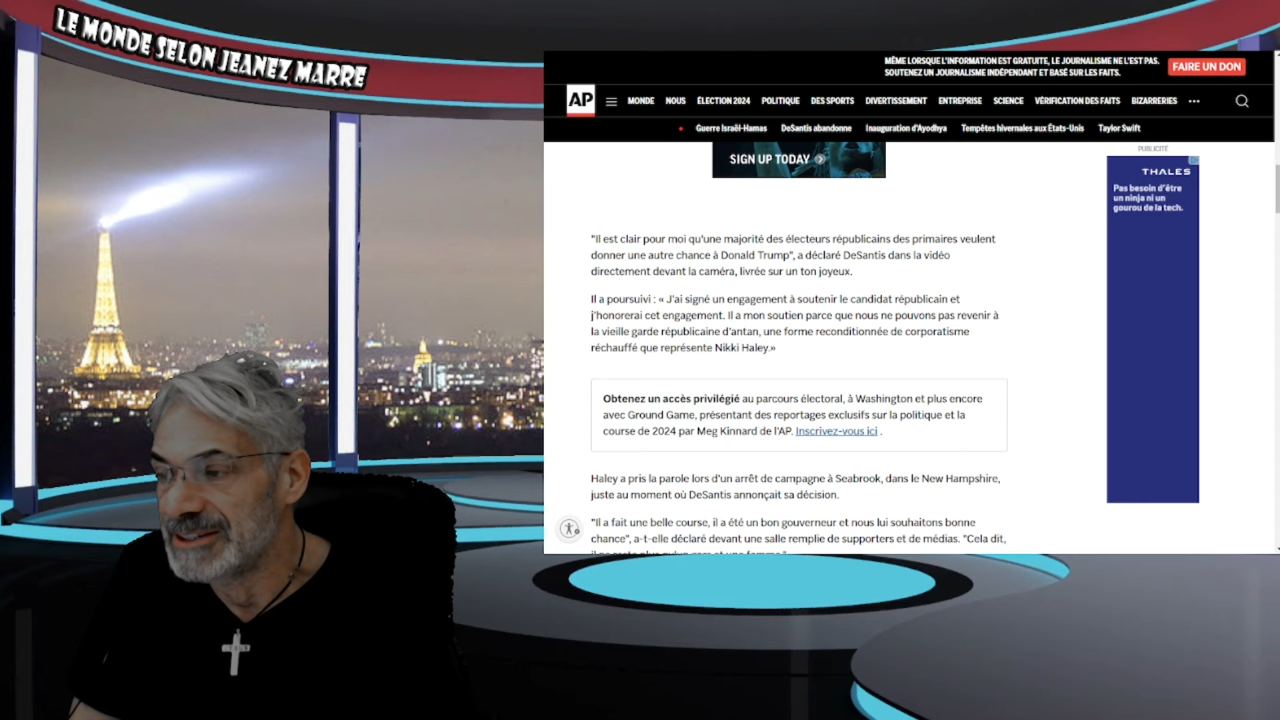 LE MONDE SELON JEANEZ MARRE
MÊME LORSQUE L'INFORMATION EST GRATUITE, LE JOURNALISME NE L'EST PAS.
SOUTENEZ UN JOURNALISME INDÉPENDANT ET BASÉ SUR LES FAITS.
FAIRE UN DON
AP
MONDE NOUS ÉLECTION 2024 POLITIQUE DES SPORTS DIVERTISSEMENT ENTREPRISE SCIENCE VÉRIFICATION DES FAITS BIZARRERIES
Guerre Israël-Hamas DeSantis abandonne Inauguration d'Ayodhya Tempêtes hivernales aux États-Unis Taylor Swift
SIGN UP TODAY
PUBLICITÉ
THALES
Pas besoin d'être
un ninja ni un
gourou de la tech.
"Il est clair pour moi qu'une majorité des électeurs républicains des primaires veulent
donner une autre chance à Donald Trump", a déclaré DeSantis dans la vidéo
directement devant la caméra, livrée sur un ton joyeux.
Il a poursuivi : « J'ai signé un engagement à soutenir le candidat républicain et
j'honorerai cet engagement. Il a mon soutien parce que nous ne pouvons pas revenir à
la vieille garde républicaine d'antan, une forme reconditionnée de corporatisme
réchauffé que représente Nikki Haley.»
Obtenez un accès privilégié au parcours électoral, à Washington et plus encore
avec Ground Game, présentant des reportages exclusifs sur la politique et la
course de 2024 par Meg Kinnard de l'AP. Inscrivez-vous ici .
Haley a pris la parole lors d'un arrêt de campagne à Seabrook, dans le New Hampshire,
juste au moment où DeSantis annonçait sa décision.
"Il a fait une belle course, il a été un bon gouverneur et nous lui souhaitons bonne
chance", a-t-elle déclaré devant une salle remplie de supporters et de médias. "Cela dit,